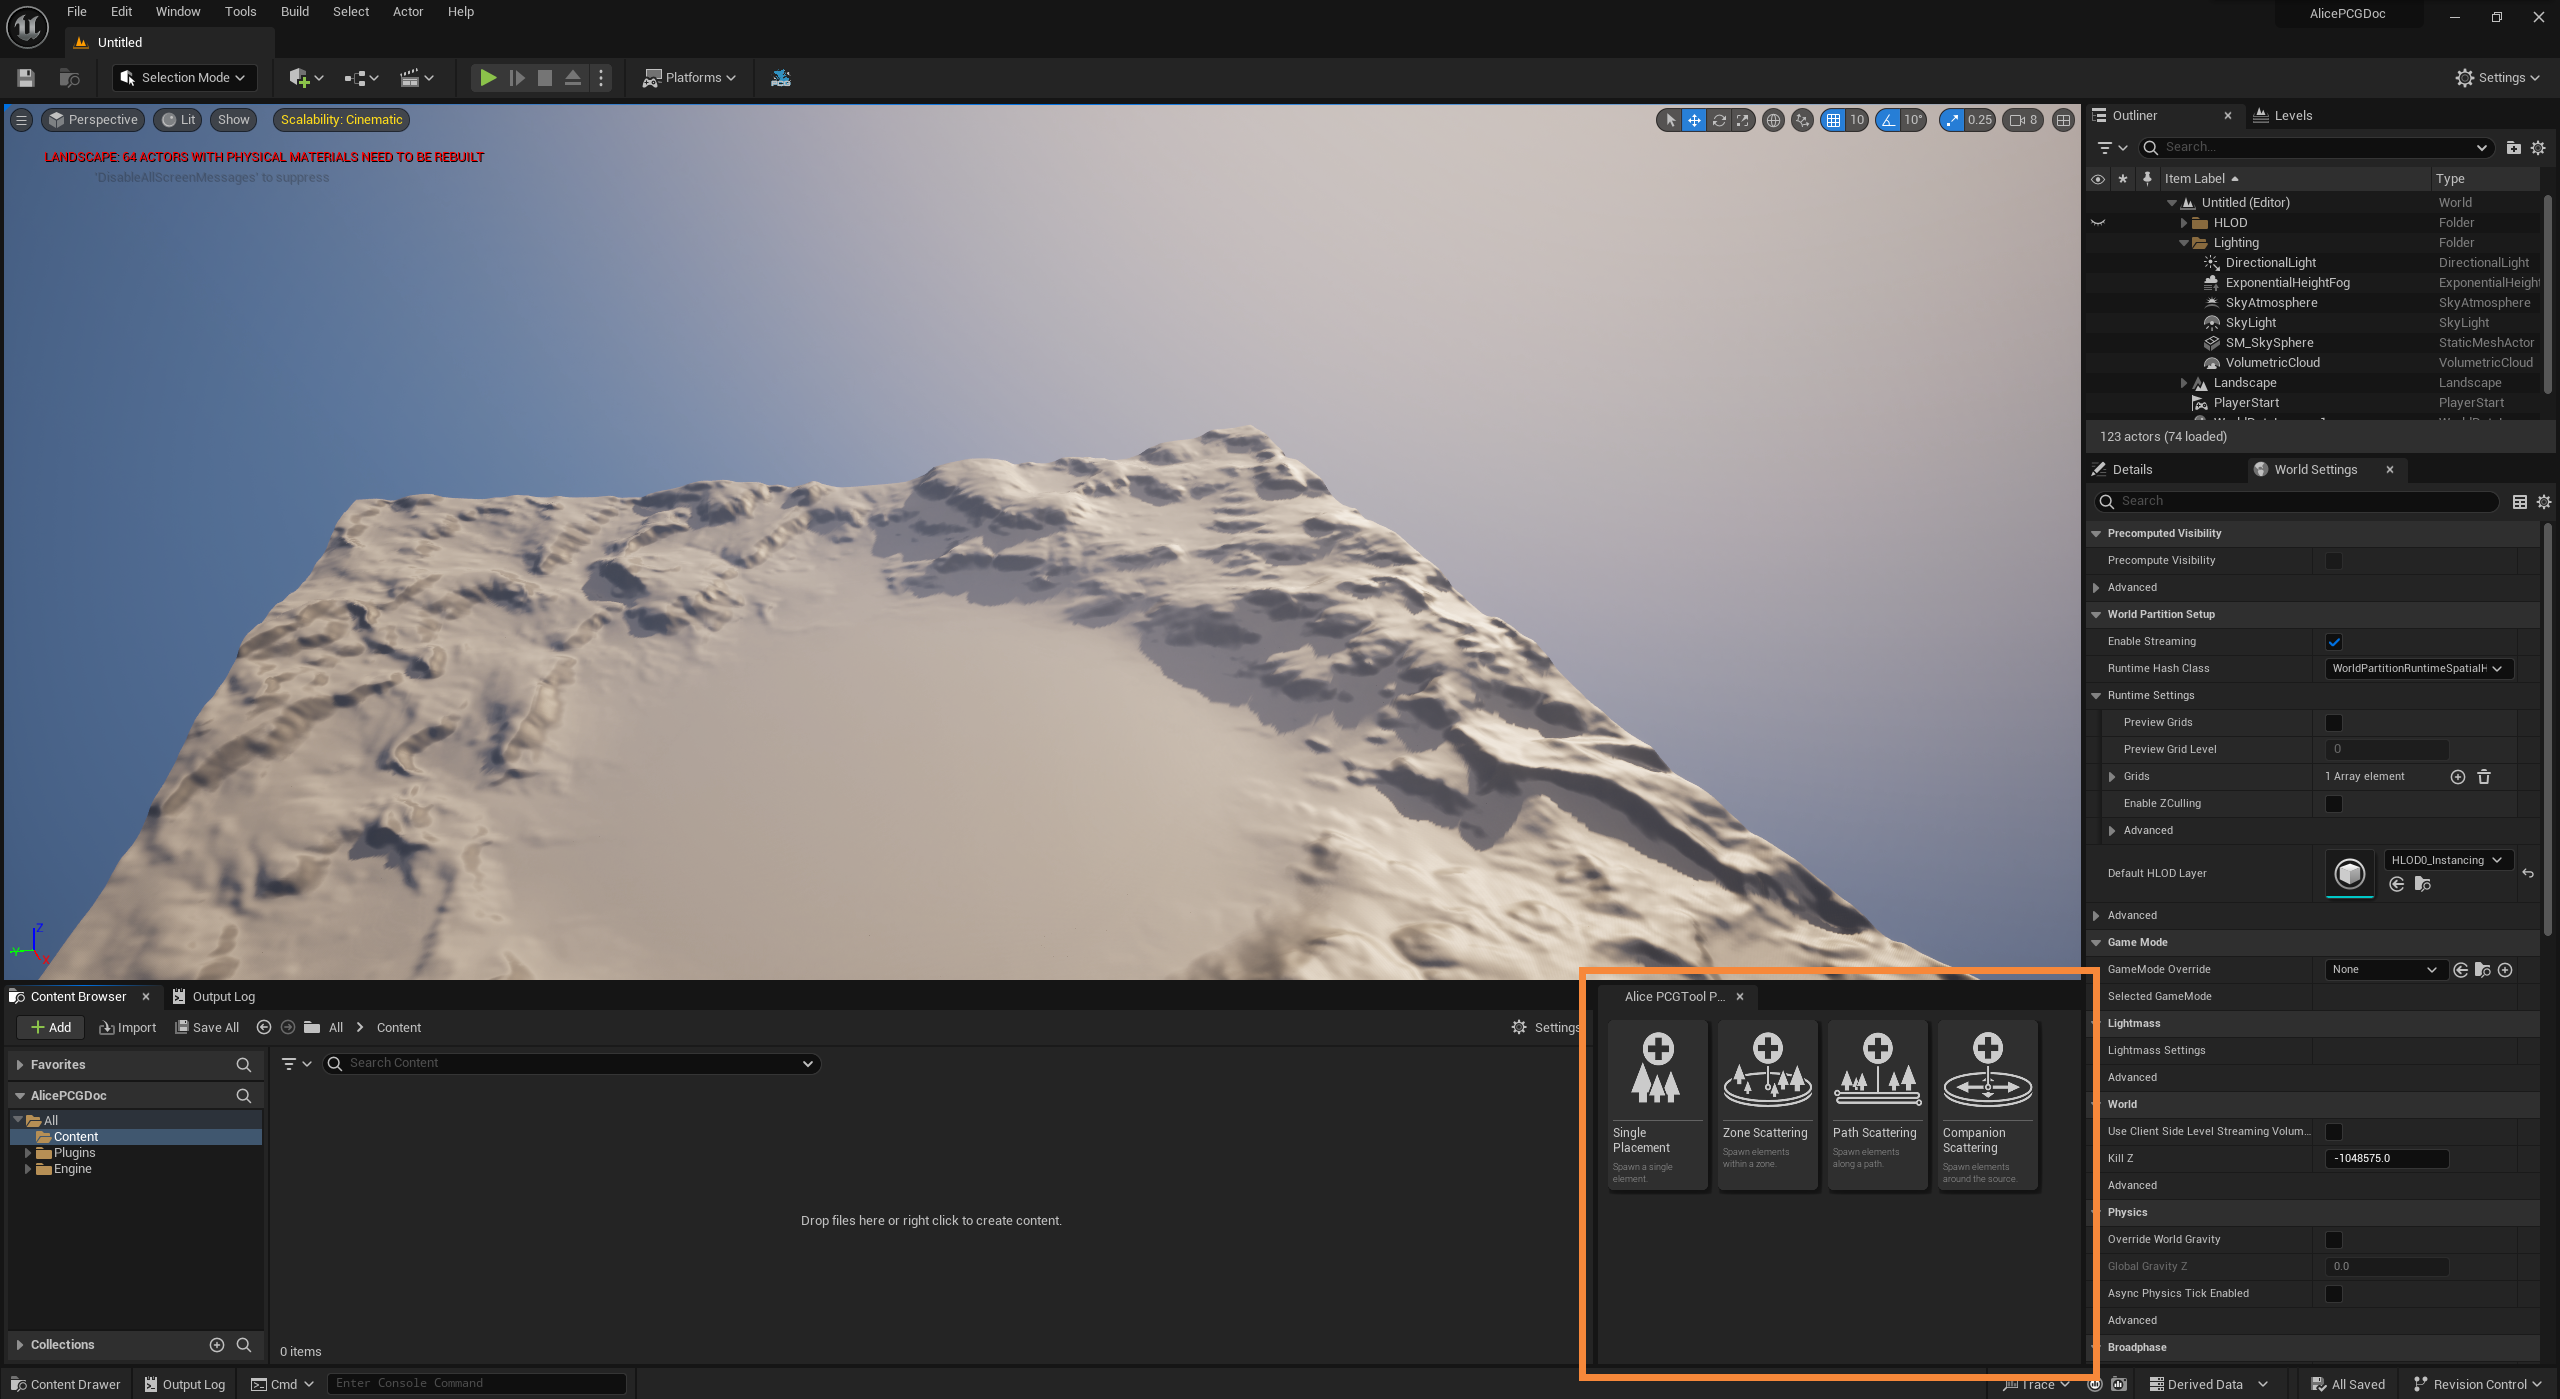 File Edit Window Tools Build Select Actor Help
AlicePCGDoc
Untitled
Selection Mode
Platforms
Settings
Perspective Lit Show Scalability: Cinematic
10 10° 0.25 8
LANDSCAPE: 64 ACTORS WITH PHYSICAL MATERIALS NEED TO BE REBUILT
'DisableAllScreenMessages' to suppress
Z
Y
X
Outliner
Levels
Search...
Item Label Type
Untitled (Editor) World
HLOD Folder
Lighting Folder
DirectionalLight DirectionalLight
ExponentialHeightFog ExponentialHeight
SkyAtmosphere SkyAtmosphere
SkyLight SkyLight
SM_SkySphere StaticMeshActor
VolumetricCloud VolumetricCloud
Landscape Landscape
PlayerStart PlayerStart
123 actors (74 loaded)
Details
World Settings
Search
Precomputed Visibility
Precompute Visibility
Advanced
World Partition Setup
Enable Streaming
Runtime Hash Class WorldPartitionRuntimeSpatialH
Runtime Settings
Preview Grids
Preview Grid Level 0
Grids 1 Array element
Enable ZCulling
Advanced
Default HLOD Layer HLOD0_Instancing
Advanced
Game Mode
GameMode Override None
Selected GameMode
Lightmass
Lightmass Settings
Advanced
World
Use Client Side Level Streaming Volum...
Kill Z -1048575.0
Advanced
Physics
Override World Gravity
Global Gravity Z 0.0
Async Physics Tick Enabled
Advanced
Broadphase
Content Browser
Output Log
Add Import Save All All Content
Settings
Favorites
AlicePCGDoc
All
Content
Plugins
Engine
Collections
Search Content
Drop files here or right click to create content.
0 items
Alice PCGTool P...
Single
Placement
Spawn a single
element.
Zone Scattering
Spawn elements
within a zone.
Path Scattering
Spawn elements
along a path.
Companion
Scattering
Spawn elements
around the source.
Content Drawer Output Log Cmd Enter Console Command
Trace Derived Data All Saved Revision Control